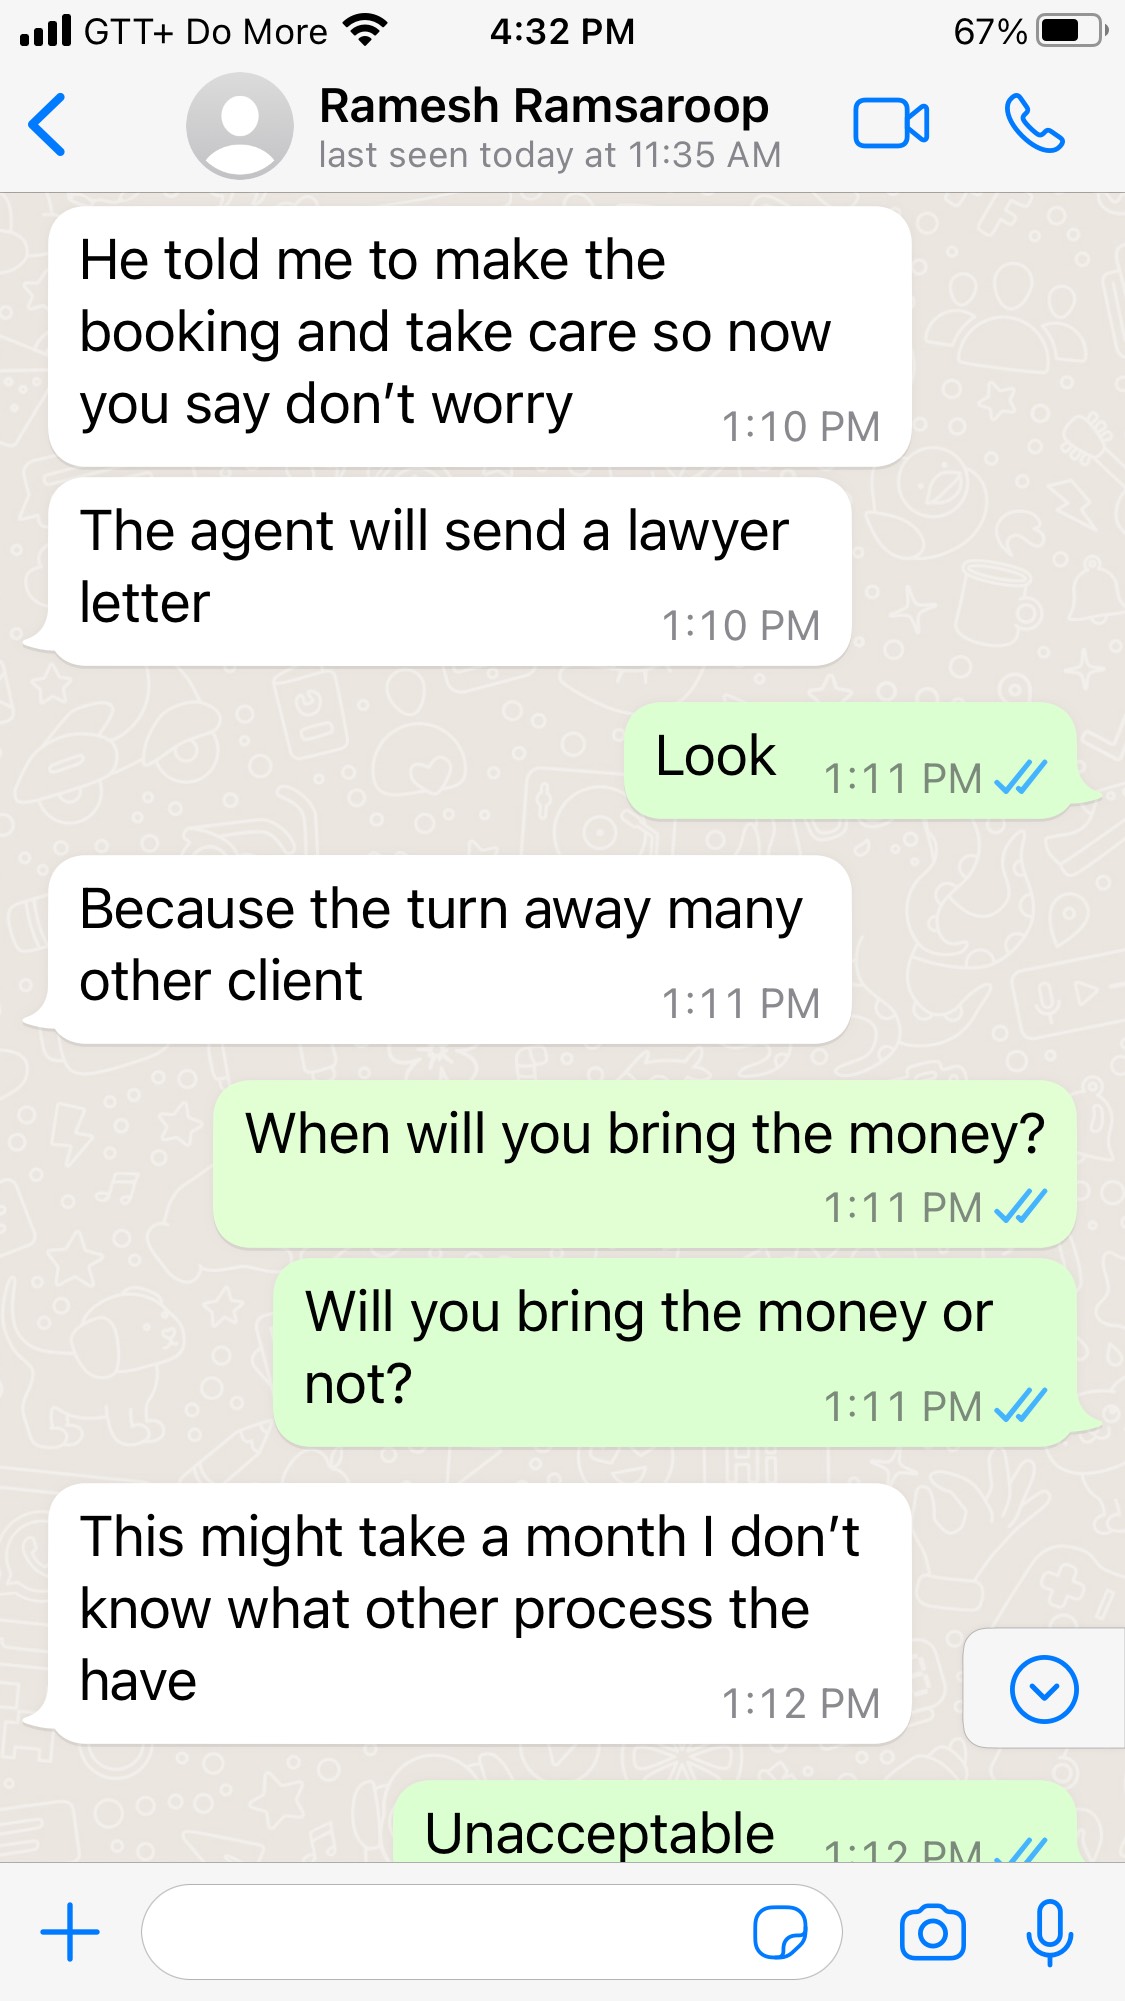 GTT+ Do More 4:32 PM 67%
Ramesh Ramsaroop
last seen today at 11:35 AM
He told me to make the
booking and take care so now
you say don't worry 1:10 PM
The agent will send a lawyer
letter 1:10 PM
Look 1:11 PM
Because the turn away many
other client 1:11 PM
When will you bring the money?
1:11 PM
Will you bring the money or
not? 1:11 PM
This might take a month I don't
know what other process the
have 1:12 PM
Unacceptable 1:12 PM